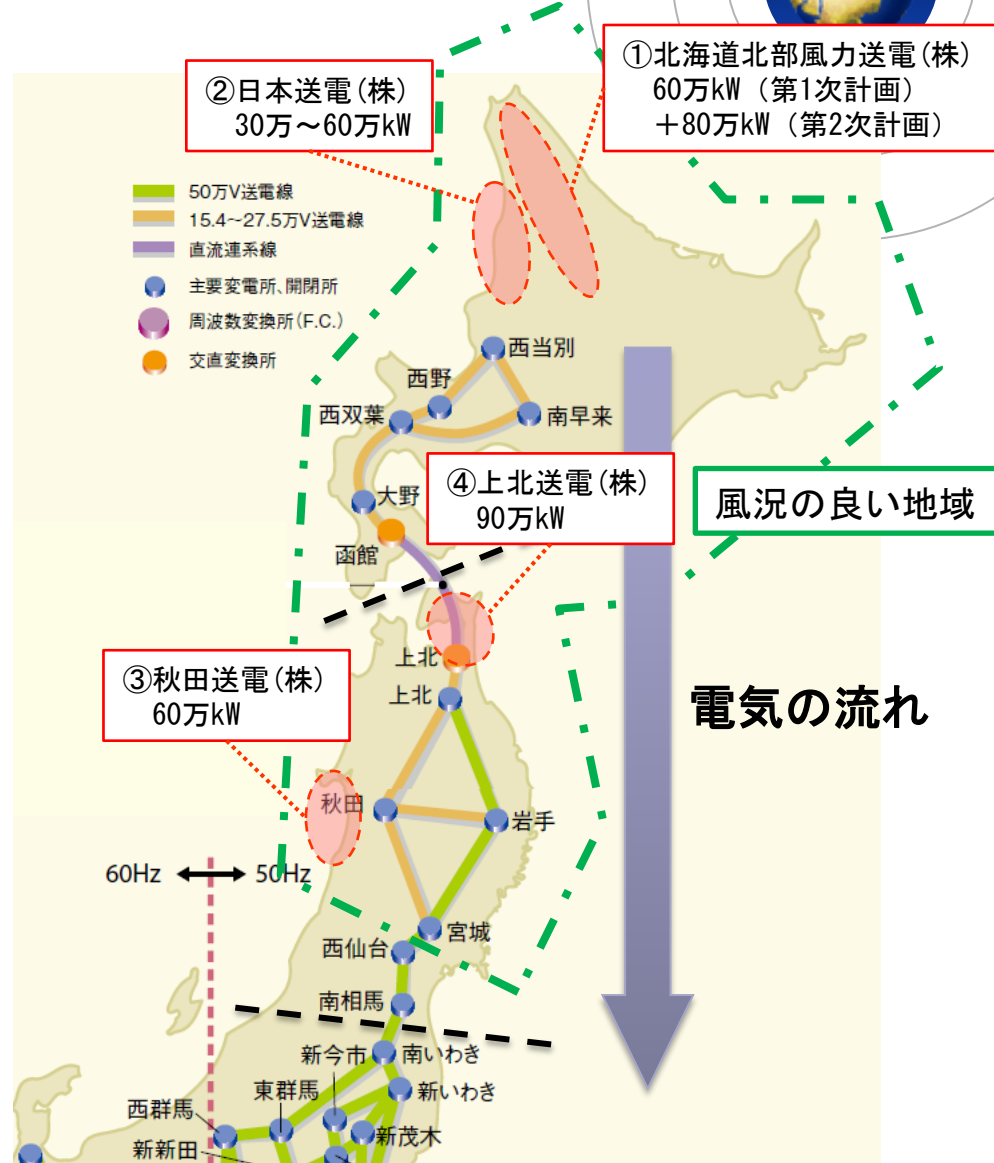 ①北海道北部風力送電(株)
60万kW（第1次計画）
＋80万kW（第2次計画）
②日本送電(株)
30万～60万kW
50万V送電線
15.4～27.5万V送電線
直流連系線
主要変電所、開閉所
周波数変換所(F.C.)
交直変換所
西当別
西野
西双葉
南早来
大野
④上北送電(株)
90万kW
風況の良い地域
函館
上北
③秋田送電(株)
60万kW
上北
電気の流れ
秋田
岩手
60Hz
50Hz
宮城
西仙台
南相馬
新今市
南いわき
東群馬
新いわき
西群馬
新茂木
新新田